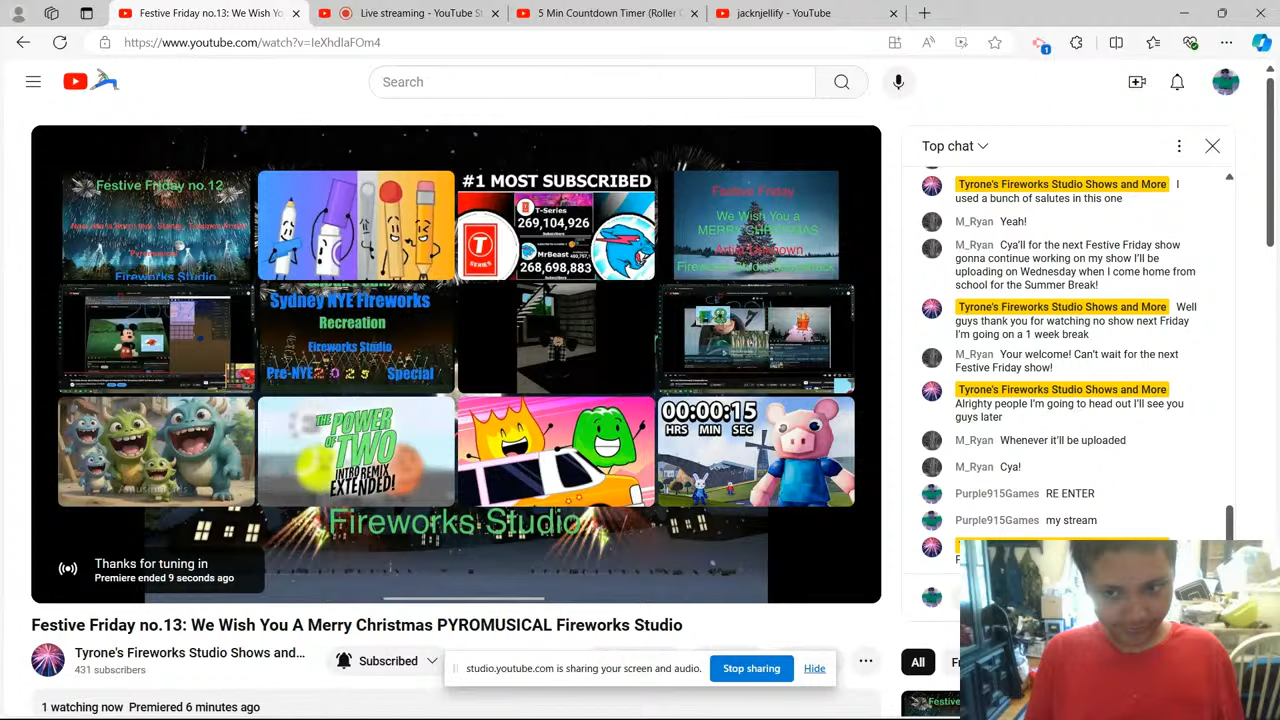 Festive Friday no.13: We Wish Yo
Live streaming - YouTube St
5 Min Countdown Timer (Roller C
jacknjellify - YouTube
https://www.youtube.com/watch?v=IeXhdIaFOm4
1
Search
Festive Friday no.12
Fireworks Studio
#1 MOST SUBSCRIBED
T-Series
269,104,926
T
SERIES
MrBeast
268,698,883
Festive Friday
We Wish You a
MERRY CHRISTMAS
Artist: Unknown
Fireworks Studio
Sydney NYE Fireworks
Recreation
Fireworks Studio
Pre-NYE 2023 Special
THE POWER
OF
TWO
INTRO REMIX
EXTENDED!
00:00:15
HRS MIN SEC
Fireworks Studio
Thanks for tuning in
Premiere ended 9 seconds ago
Festive Friday no.13: We Wish You A Merry Christmas PYROMUSICAL Fireworks Studio
Tyrone's Fireworks Studio Shows and...
431 subscribers
Subscribed
studio.youtube.com is sharing your screen and audio.
Stop sharing
Hide
1 watching now Premiered 6 minutes ago
Top chat
Tyrone's Fireworks Studio Shows and More I
used a bunch of salutes in this one
M_Ryan Yeah!
M_Ryan Cya'll for the next Festive Friday show
gonna continue working on my show I'll be
uploading on Wednesday when I come home from
school for the Summer Break!
Tyrone's Fireworks Studio Shows and More Well
guys thank you for watching no show next Friday
I'm going on a 1 week break
M_Ryan Your welcome! Can't wait for the next
Festive Friday show!
Tyrone's Fireworks Studio Shows and More
Alrighty people I'm going to head out I'll see you
guys later
M_Ryan Whenever it'll be uploaded
M_Ryan Cya!
Purple915Games RE ENTER
Purple915Games my stream
All
Festive